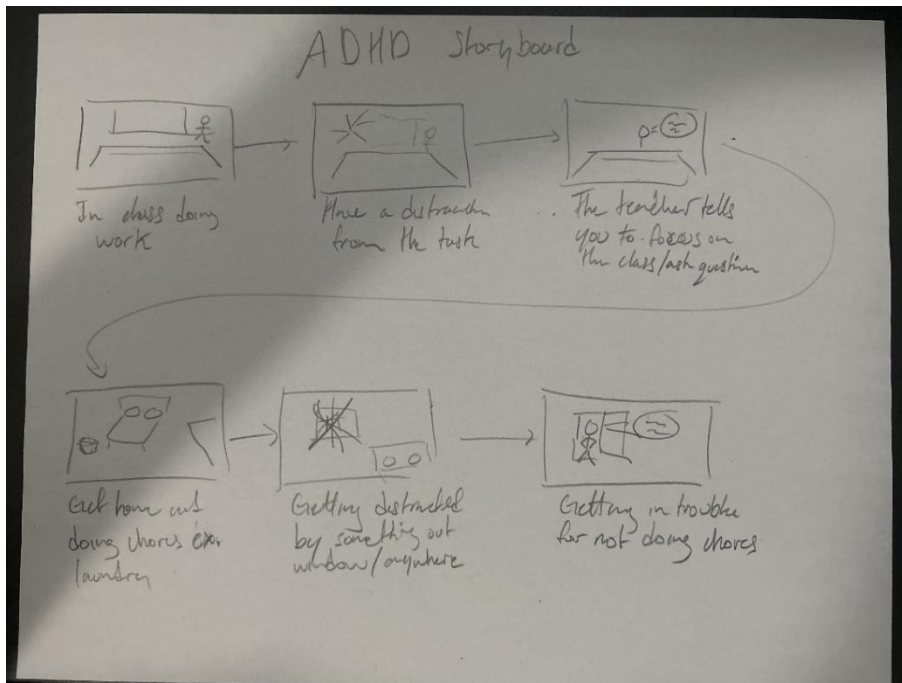 ADHD Storyboard
In class doing
work
Have a distraction
from the task
The teacher tells
you to focus on
the class/ask question
Get home and
doing chores ex.
laundry
Getting distracted
by something out
window/anywhere
Getting in trouble
for not doing chores